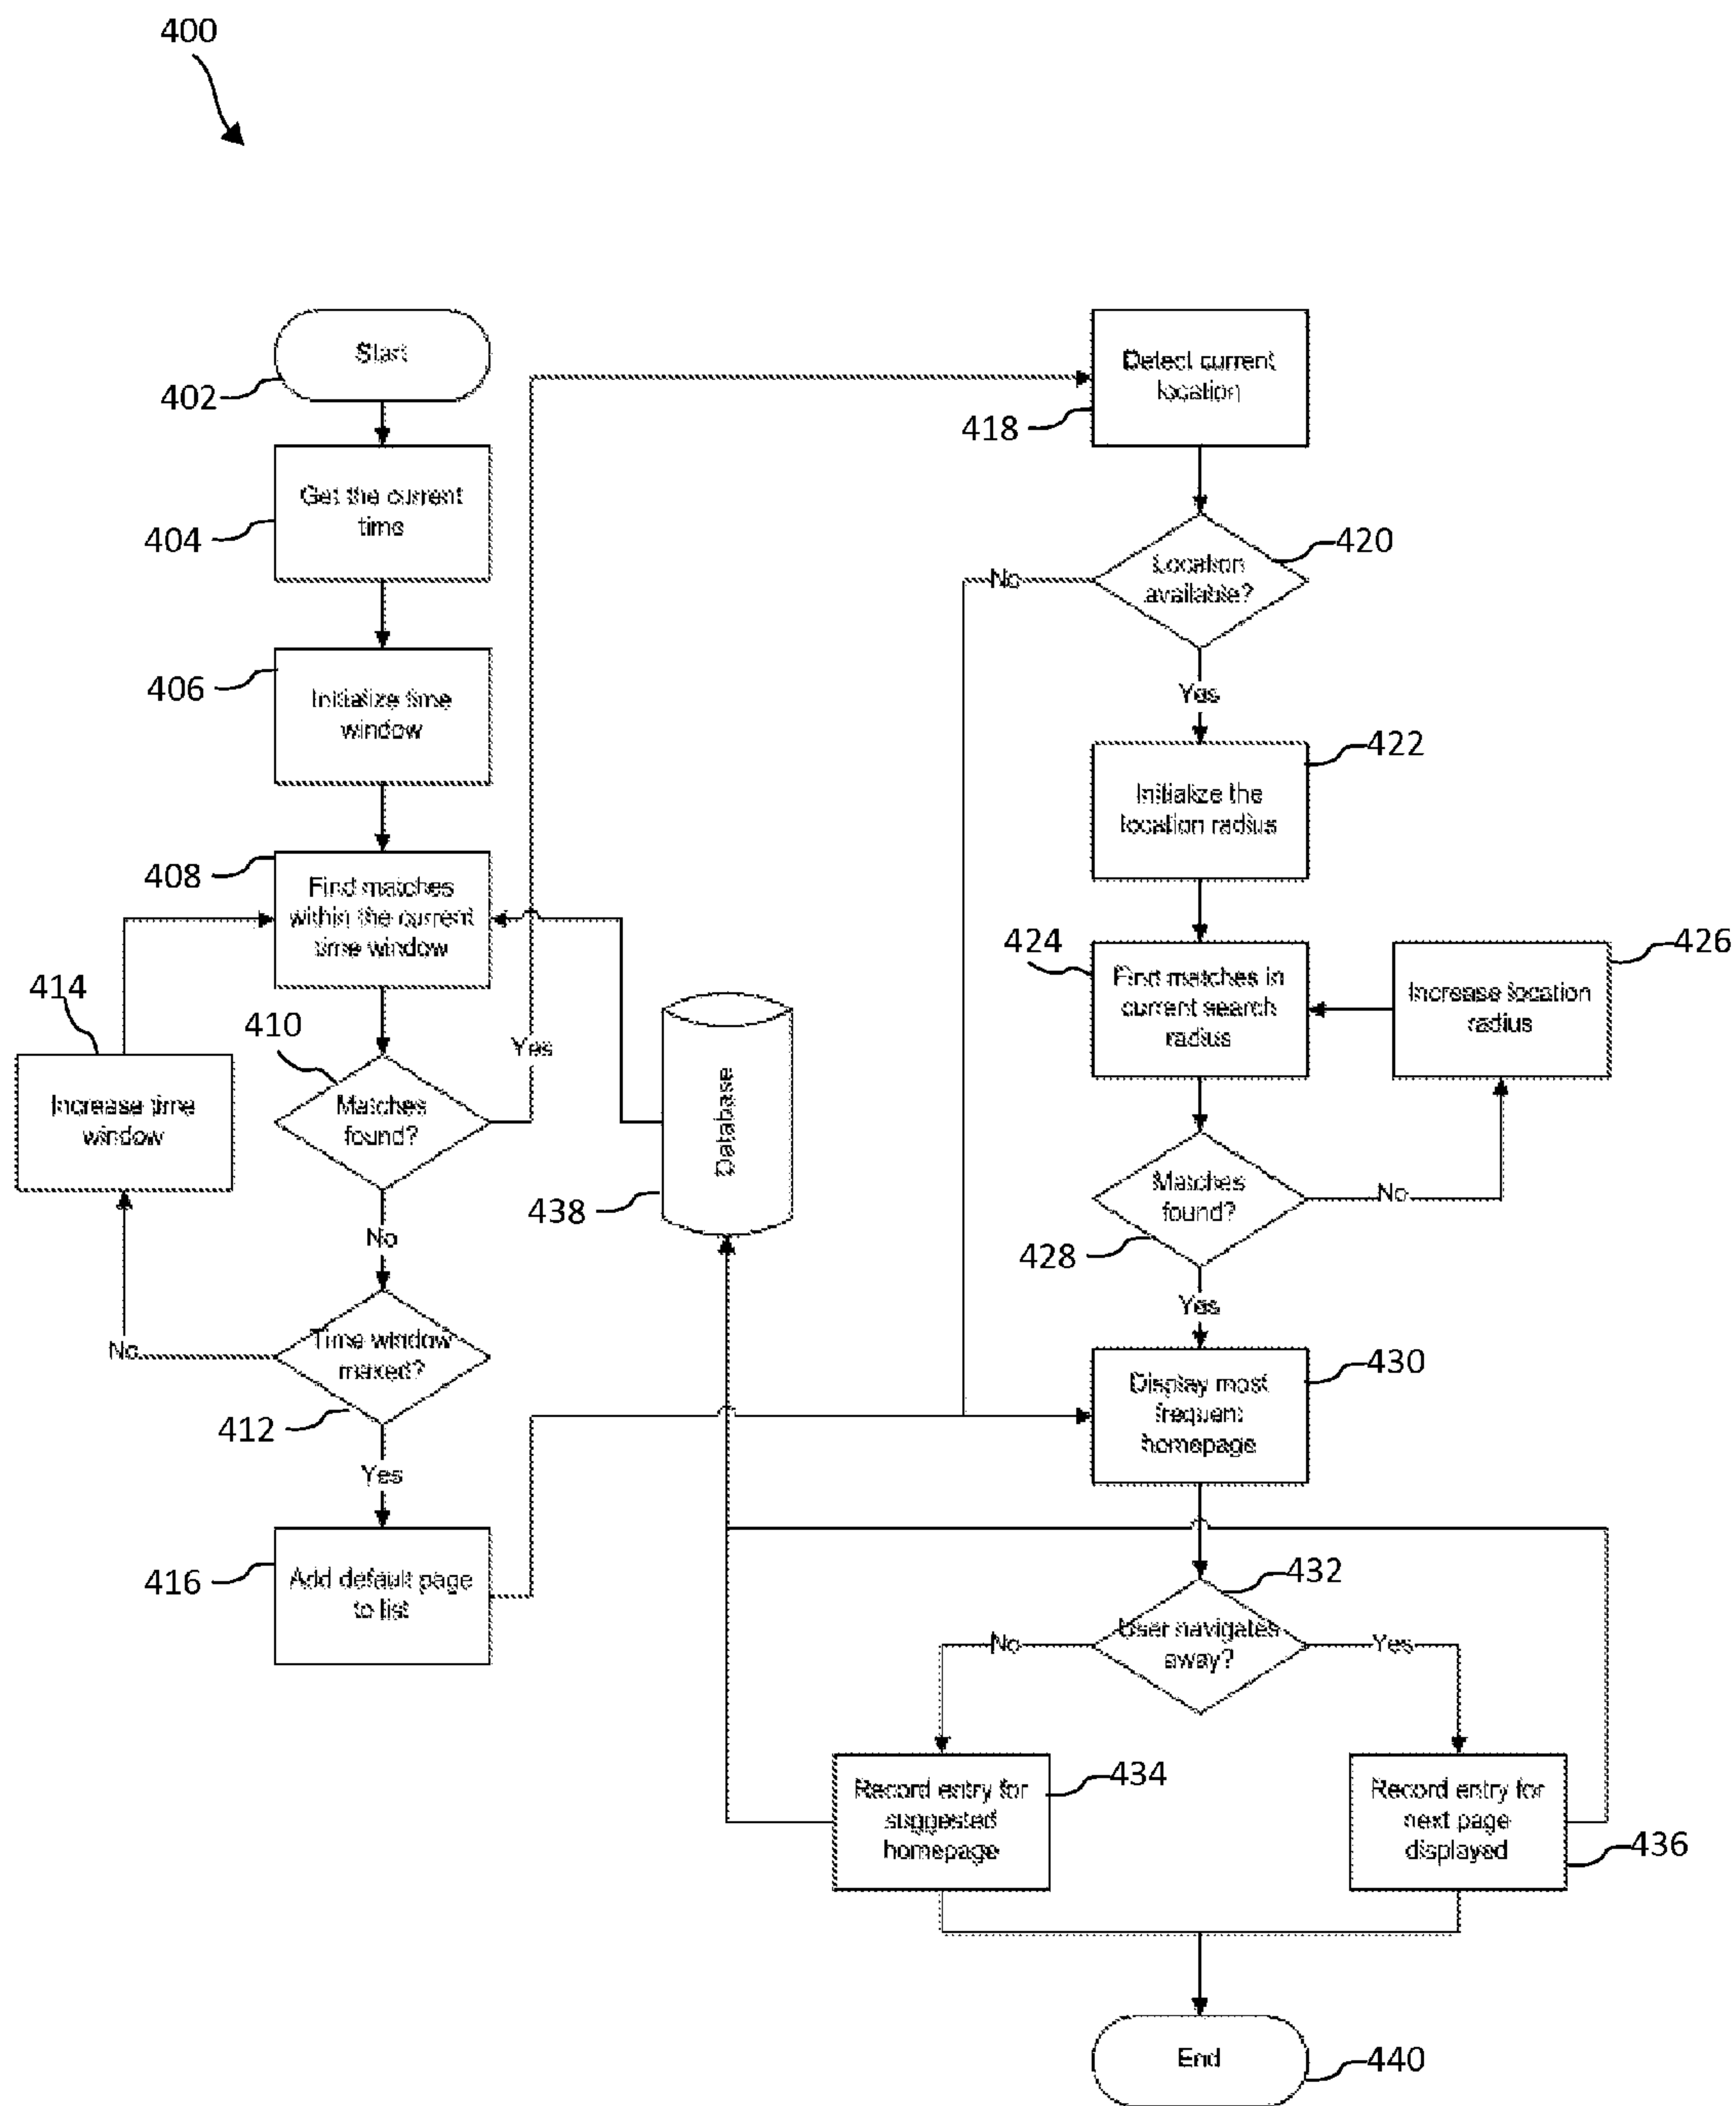 400
Start
402
Get the current
time
404
406
Initialize time
window
408
Find matches
within the current
time window
414
410
Yes
Increase time
window
Matches
found?
No
Time window
maxed?
No
412
Yes
416
Add default page
to list
Database
438
Detect current
location
418
420
Location
available?
No
Yes
422
Initialize the
location radius
424
Find matches in
current search
radius
426
Increase location
radius
Matches
found?
No
428
Yes
430
Display most
frequent
homepage
432
User navigates
away?
No
Yes
Record entry for
suggested
homepage
434
Record entry for
next page
displayed
436
End
440